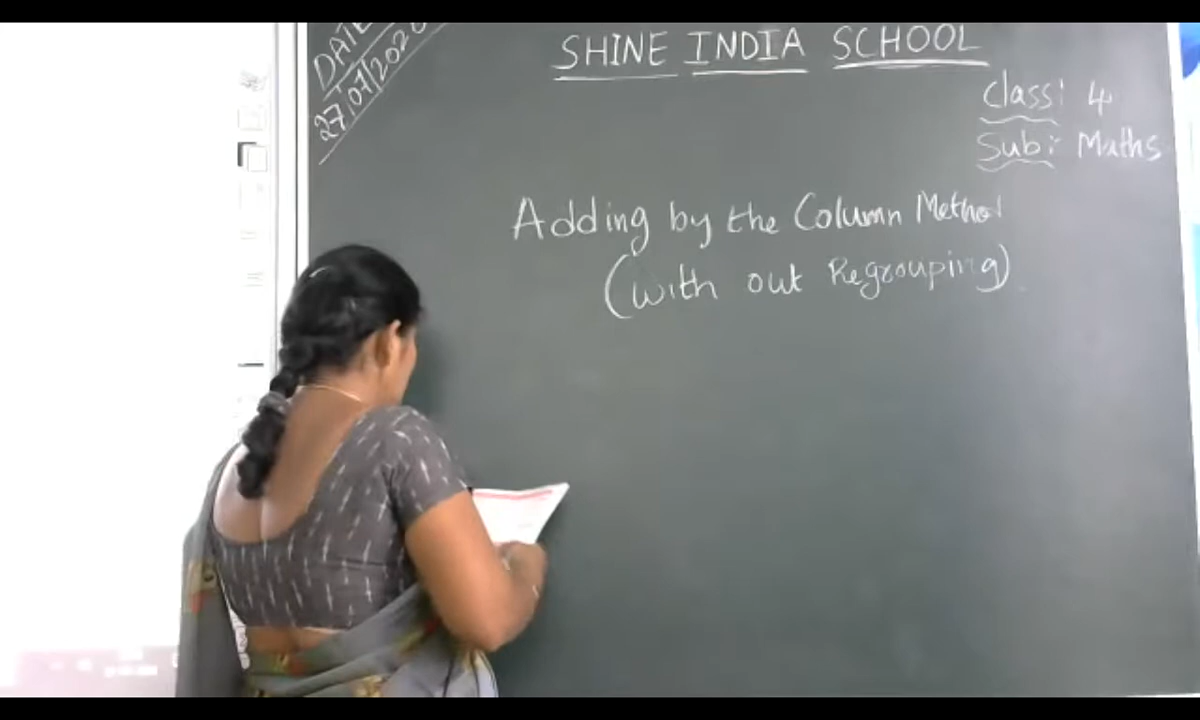 DATE
27/07/2020
SHINE INDIA SCHOOL
Class: 4
Sub: Maths
Adding by the Column Method
(with out Regrouping)